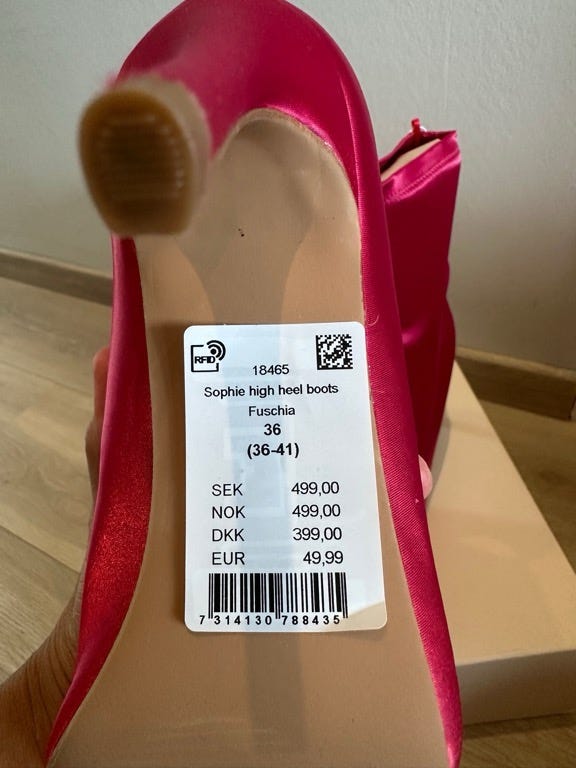 RFID
18465
Sophie high heel boots
Fuschia
36
(36-41)
SEK 499,00
NOK 499,00
DKK 399,00
EUR 49,99
7 314130 788435